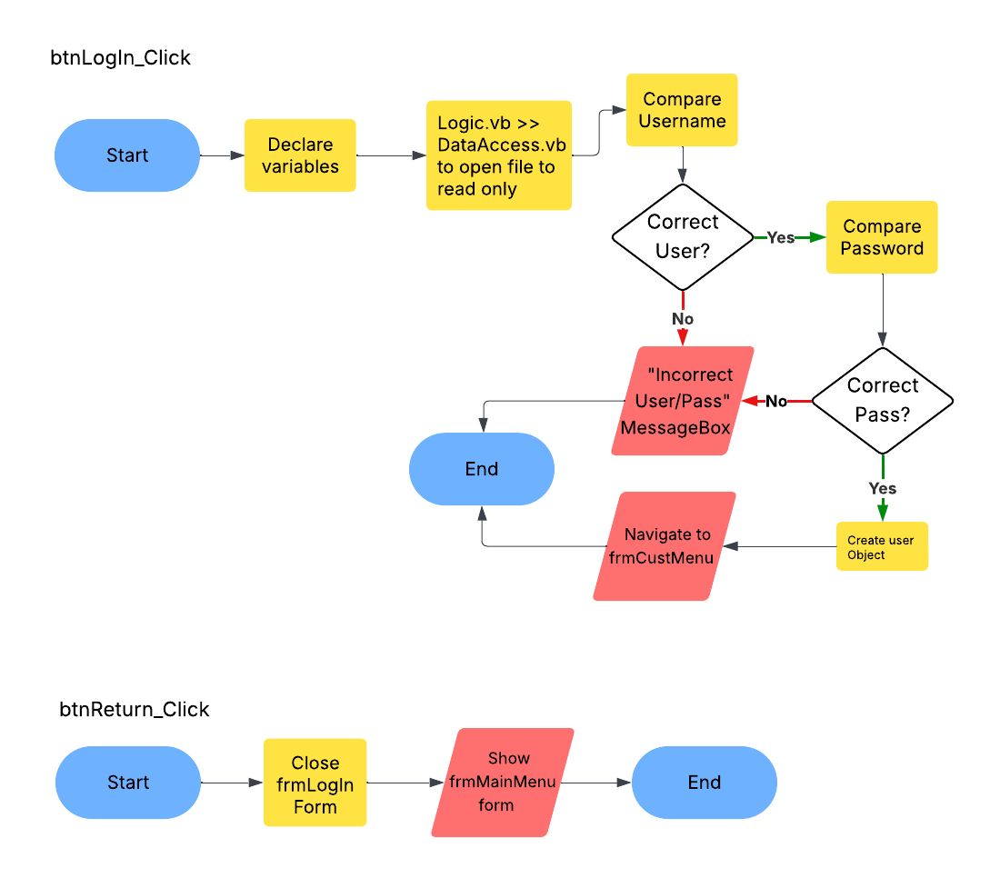 btnLogIn_Click
Start
Declare
variables
Logic.vb >>
DataAccess.vb
to open file to
read only
Compare
Username
Correct
User?
Yes
Compare
Password
No
"Incorrect
User/Pass"
MessageBox
No
Correct
Pass?
End
Yes
Navigate to
frmCustMenu
Create user
Object
btnReturn_Click
Start
Close
frmLogIn
Form
Show
frmMainMenu
form
End